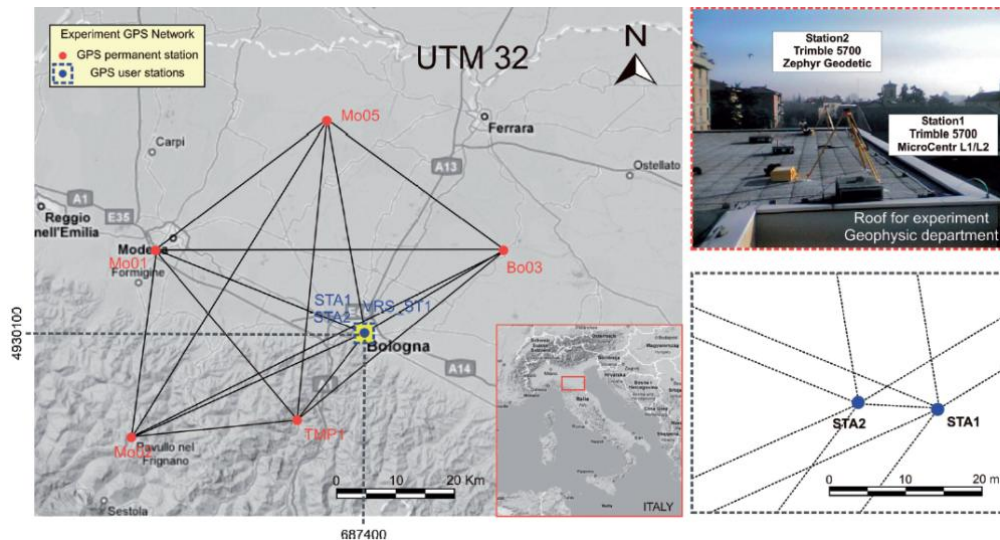 Experiment GPS Network
GPS permanent station
GPS user stations
UTM 32
N
Mo05
Ferrara
Carpi
A13
Ostellato
A1
Reggio
nell'Emilia
E35
Modena
Mo01
Formigine
Bo03
STA1
VRS_ST1
STA2
Bologna
A14
A1
TMP1
Mo02
Pavullo nel
Frignano
Sestola
0 10 20 Km
4930100
687400
ITALY
Station2
Trimble 5700
Zephyr Geodetic
Station1
Trimble 5700
MicroCentr L1/L2
Roof for experiment
Geophysic department
STA2
STA1
0 10 20 m